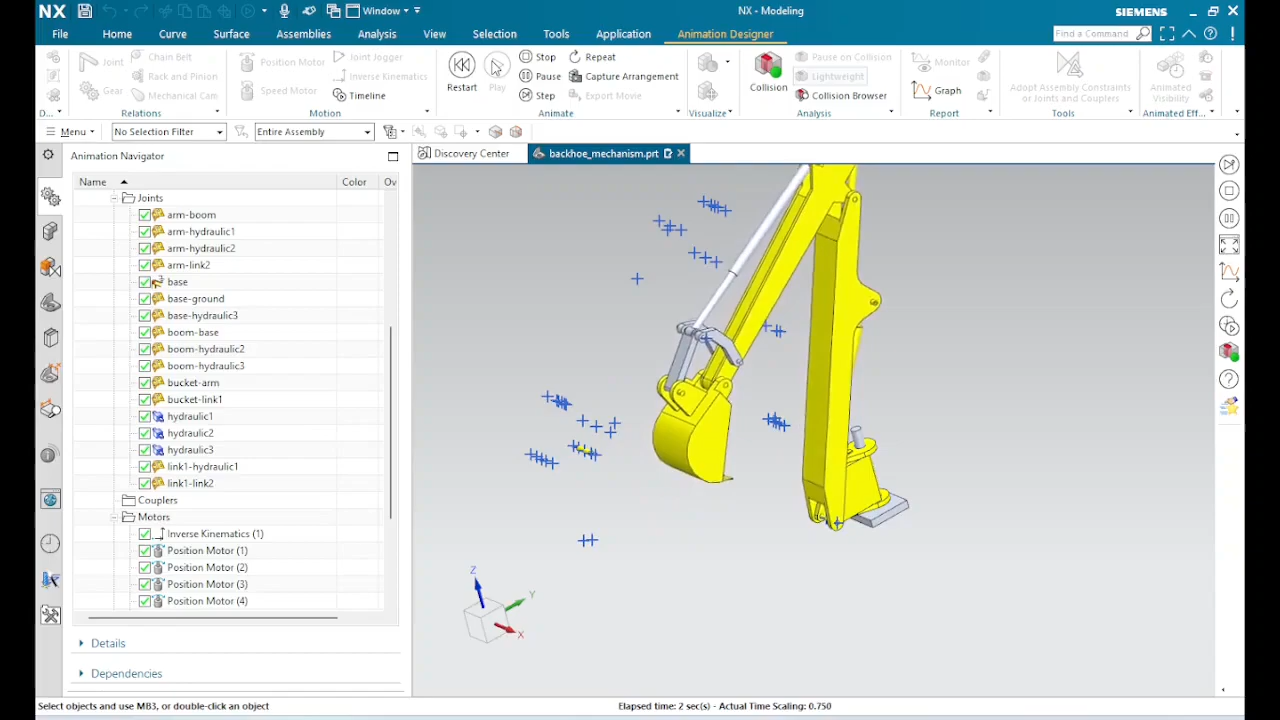 NX
Window
NX - Modeling
SIEMENS
File
Home
Curve
Surface
Assemblies
Analysis
View
Selection
Tools
Application
Animation Designer
Find a Command
Joint
Gear
Chain Belt
Rack and Pinion
Mechanical Cam
Position Motor
Speed Motor
Joint Jogger
Inverse Kinematics
Timeline
Restart
Play
Stop
Pause
Step
Repeat
Capture Arrangement
Export Movie
Collision
Pause on Collision
Lightweight
Collision Browser
Monitor
Graph
Adopt Assembly Constraints
or Joints and Couplers
Animated
Visibility
D...
Relations
Motion
Animate
Visualize
Analysis
Report
Tools
Animated Eff...
Menu
No Selection Filter
Entire Assembly
Animation Navigator
Discovery Center
backhoe_mechanism.prt
Name
Color
Ov
Joints
arm-boom
arm-hydraulic1
arm-hydraulic2
arm-link2
base
base-ground
base-hydraulic3
boom-base
boom-hydraulic2
boom-hydraulic3
bucket-arm
bucket-link1
hydraulic1
hydraulic2
hydraulic3
link1-hydraulic1
link1-link2
Couplers
Motors
Inverse Kinematics (1)
Position Motor (1)
Position Motor (2)
Position Motor (3)
Position Motor (4)
Details
Dependencies
Z
Y
X
Select objects and use MB3, or double-click an object
Elapsed time: 2 sec(s) - Actual Time Scaling: 0.750